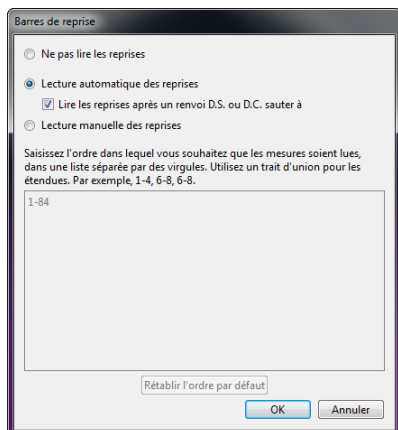 Barres de reprise
Ne pas lire les reprises
Lecture automatique des reprises
Lire les reprises après un renvoi D.S. ou D.C. sauter à
Lecture manuelle des reprises
Saisissez l'ordre dans lequel vous souhaitez que les mesures soient lues,
dans une liste séparée par des virgules. Utilisez un trait d'union pour les
étendues. Par exemple, 1-4, 6-8, 6-8.
1-84
Rétablir l'ordre par défaut
OK Annuler